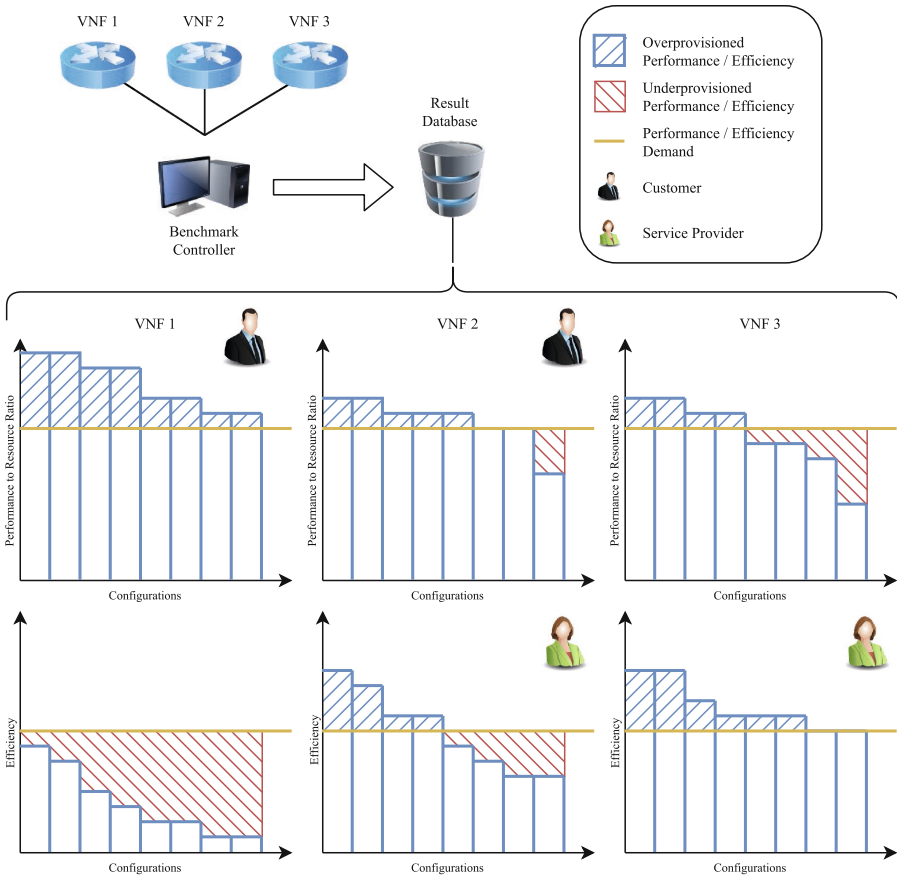 VNF 1
VNF 2
VNF 3
Result
Database
Benchmark
Controller
Overprovisioned
Performance / Efficiency
Underprovisioned
Performance / Efficiency
Performance / Efficiency
Demand
Customer
Service Provider
VNF 1
VNF 2
VNF 3
Performance to Resource Ratio
Performance to Resource Ratio
Performance to Resource Ratio
Configurations
Configurations
Configurations
Efficiency
Efficiency
Efficiency
Configurations
Configurations
Configurations